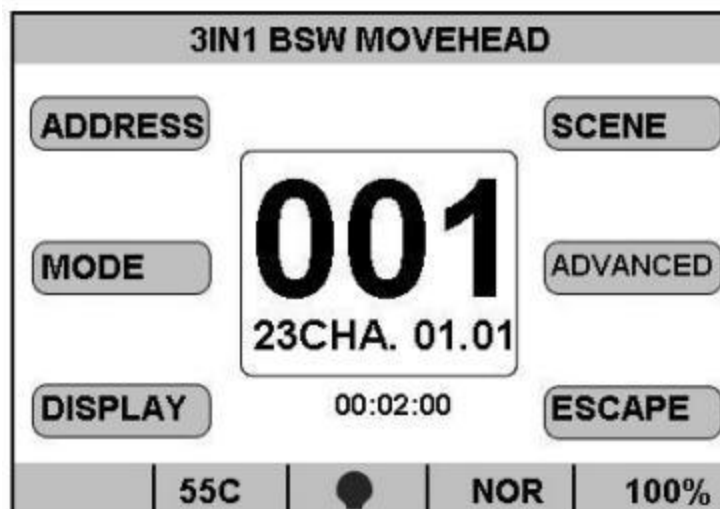 3IN1 BSW MOVEHEAD
ADDRESS
SCENE
001
MODE
ADVANCED
23CHA. 01.01
DISPLAY
00:02:00
ESCAPE
55C
NOR
100%